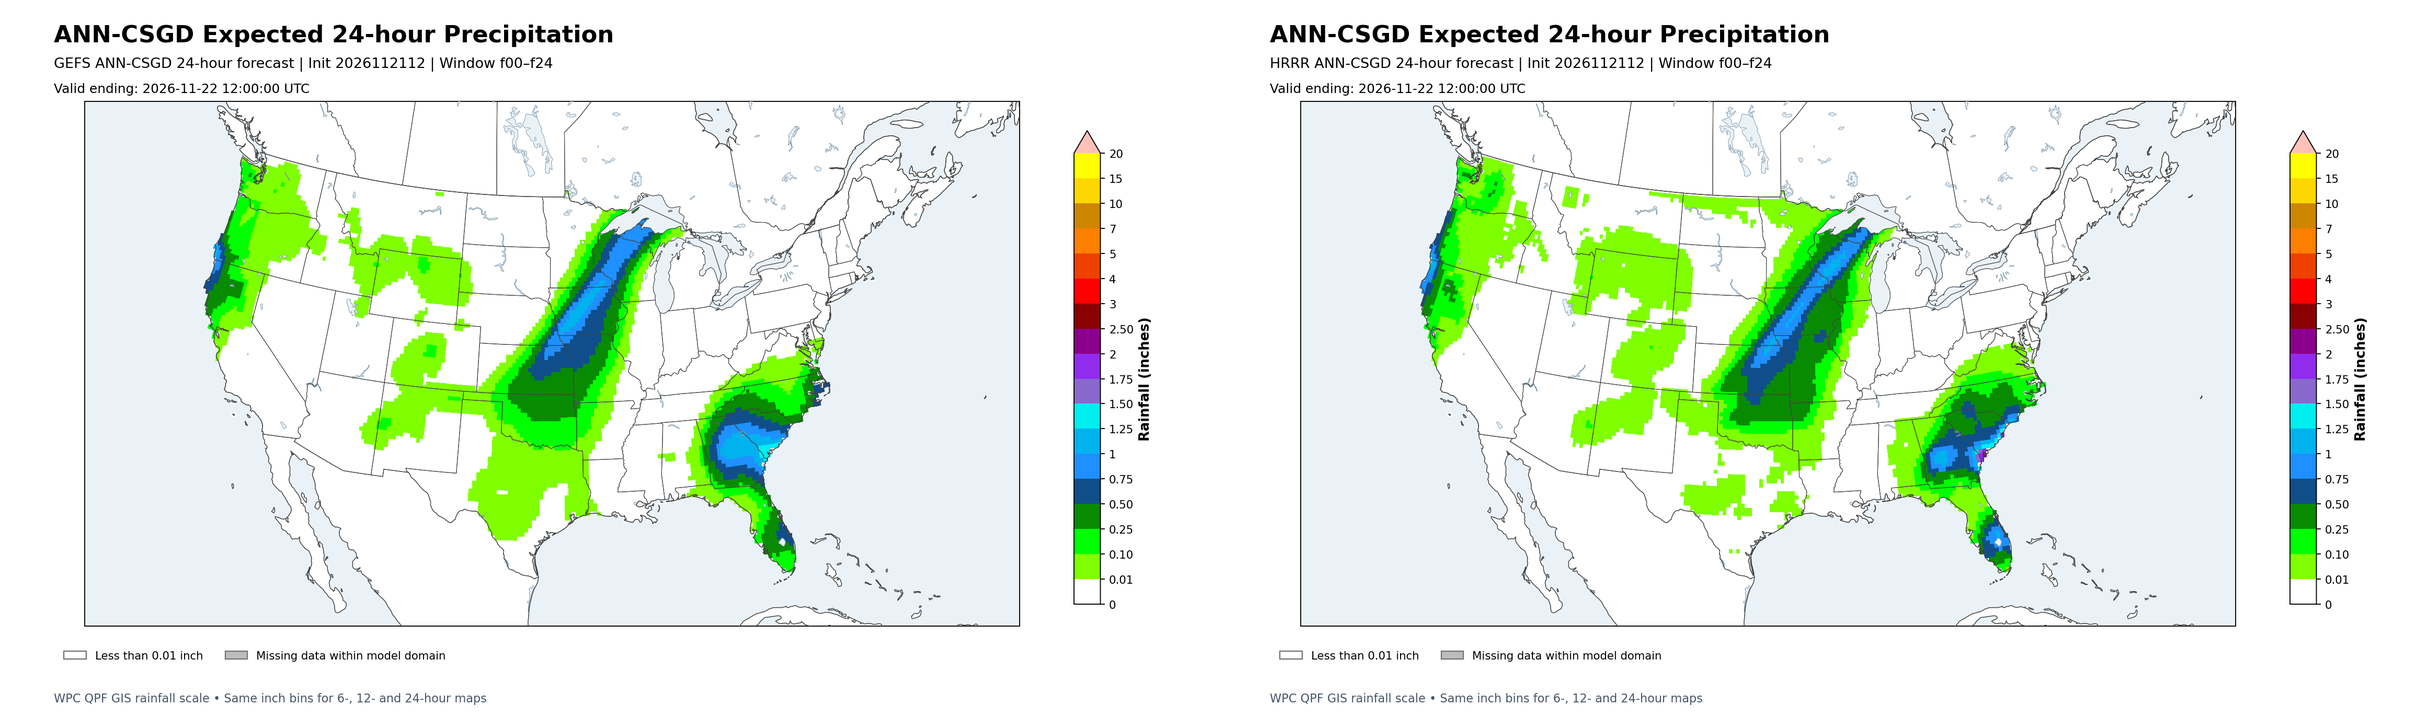 ANN-CSGD Expected 24-hour Precipitation
GEFS ANN-CSGD 24-hour forecast | Init 2026112112 | Window f00–f24
Valid ending: 2026-11-22 12:00:00 UTC
20
15
10
7
5
4
3
2.50
2
1.75
1.50
1.25
1
0.75
0.50
0.25
0.10
0.01
0
Rainfall (inches)
Less than 0.01 inch
Missing data within model domain
WPC QPF GIS rainfall scale • Same inch bins for 6-, 12- and 24-hour maps
ANN-CSGD Expected 24-hour Precipitation
HRRR ANN-CSGD 24-hour forecast | Init 2026112112 | Window f00–f24
Valid ending: 2026-11-22 12:00:00 UTC
20
15
10
7
5
4
3
2.50
2
1.75
1.50
1.25
1
0.75
0.50
0.25
0.10
0.01
0
Rainfall (inches)
Less than 0.01 inch
Missing data within model domain
WPC QPF GIS rainfall scale • Same inch bins for 6-, 12- and 24-hour maps